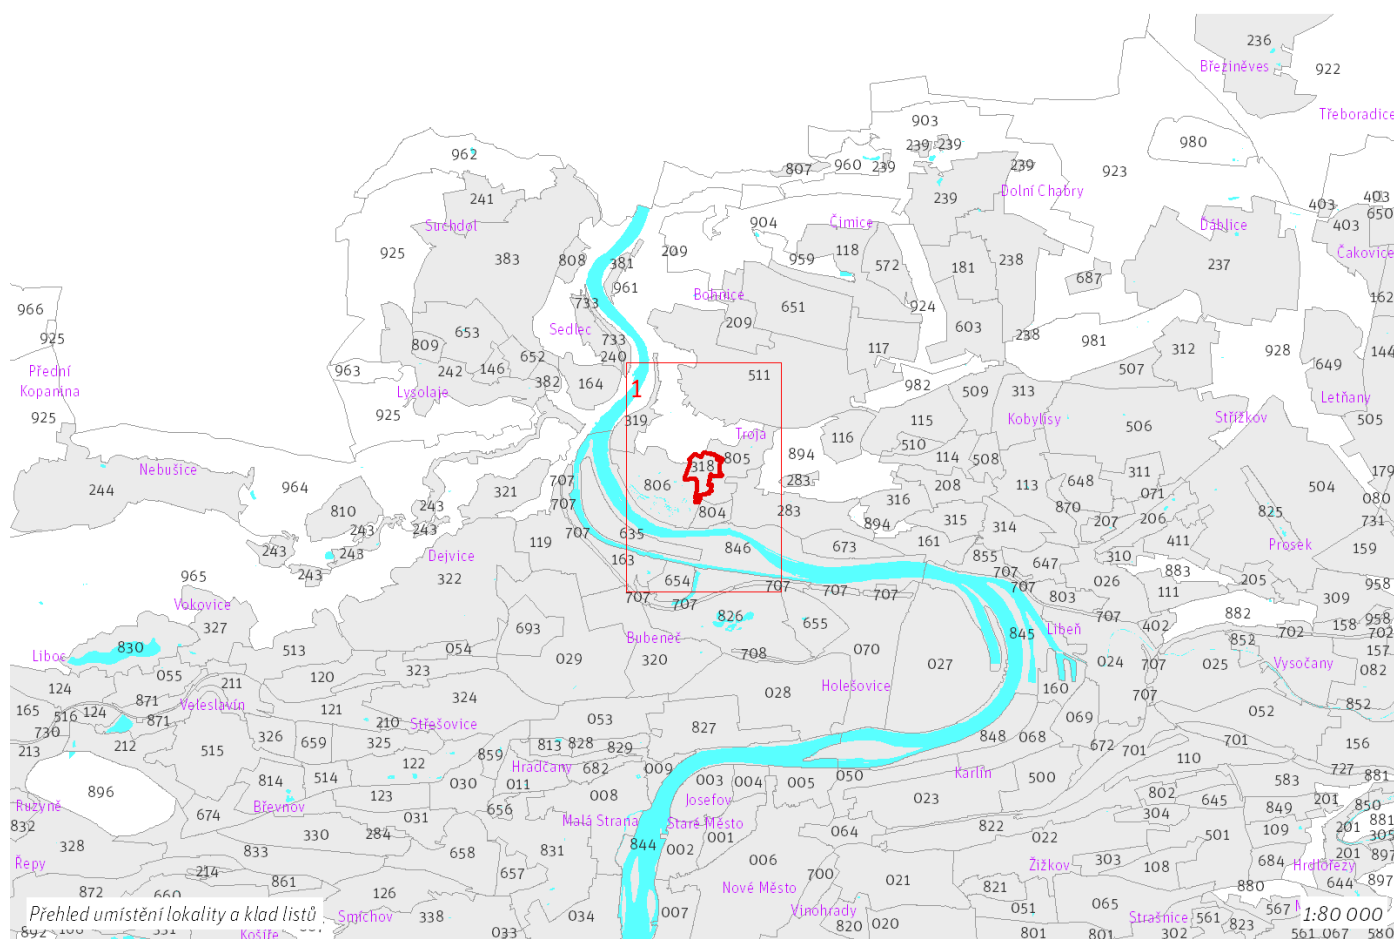 236
Březiněves
922
Třeboradice
903
980
962
239 239
807 960 239 239
923
241
239
Dolní Chabry
403 403
Suchdol
904 Čimice
650
Ďáblice 403
925 383 808 381 209 959 118 572 181 238 237 Čakovice
961
687
162
966
733
Bohnice
651
924
925
653
Sedlec 733
209
603 238 981
312 928
144
809
652 240
117
649
963 242 146
507
Přední
Kopanina
382 164
1
511
982
509 313
Lysolaje
Letňany
925 925
319
115
Kobylisy
506
Střížkov
505
Troja
116
510
Nebušice
318 805 894
114 508
311
179
244 964
321 707
806
283
208 113 648 071
504
080
810 243
707
804 283
316
870 207 206
825
731
243 243
894 315 314
243 243
119 707 635
846
673
161
411
Prosek
159
Dejvice
163
855 647 310
243
322
654
707
026
883
205
965
707 707 707
707 803
111
958
Vokovice
707
309
327
693
826 655
707 402 882
158 958
Liboc 830
Bubeneč
845 Libeň
852 702 702
513 054 029 320 708 070 027 024 707 025 Vysočany 157
055
323
082
124
211 120
028
Holešovice
160
707
165 871 Veleslavín
324
852
516 124 871
121
210 Střešovice
053
069
052
730
213 212
326 659 325
827
848 068
672 701 701
156
515
859 813 828 829
110
727
122
Hradčany 682 009
Karlín
881
814 514
030 011
003 004 005 050
500
583
896
008
Josefov
023
802 645
201 850
Ruzyně
Břevnov 123
656
849
674
031
Malá Strana Staré Město
304
881
832
330 284
001
064
822 022
501 109
201 305
328
833
658
831
844 002
006
Žižkov 303 108
684
Hrdlořezy 201 897
Řepy
214
657
700
021
644 897
872
861
126
Nové Město
821
880
Přehled umístění lokality a klad listů
Smíchov 338
034
007
Vinohrady
051
065
Strašnice
567
1:80 000
033
820 020
801
801 302
561 823
561 067 580
Košíře